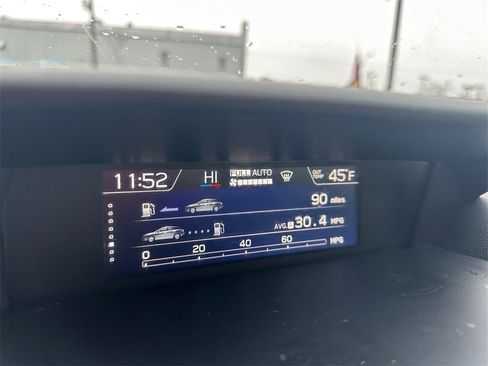 11:52 HI FULL AUTO OUT TEMP 45°F
90 miles
AVG. A 30.4 MPG
0 20 40 60 MPG